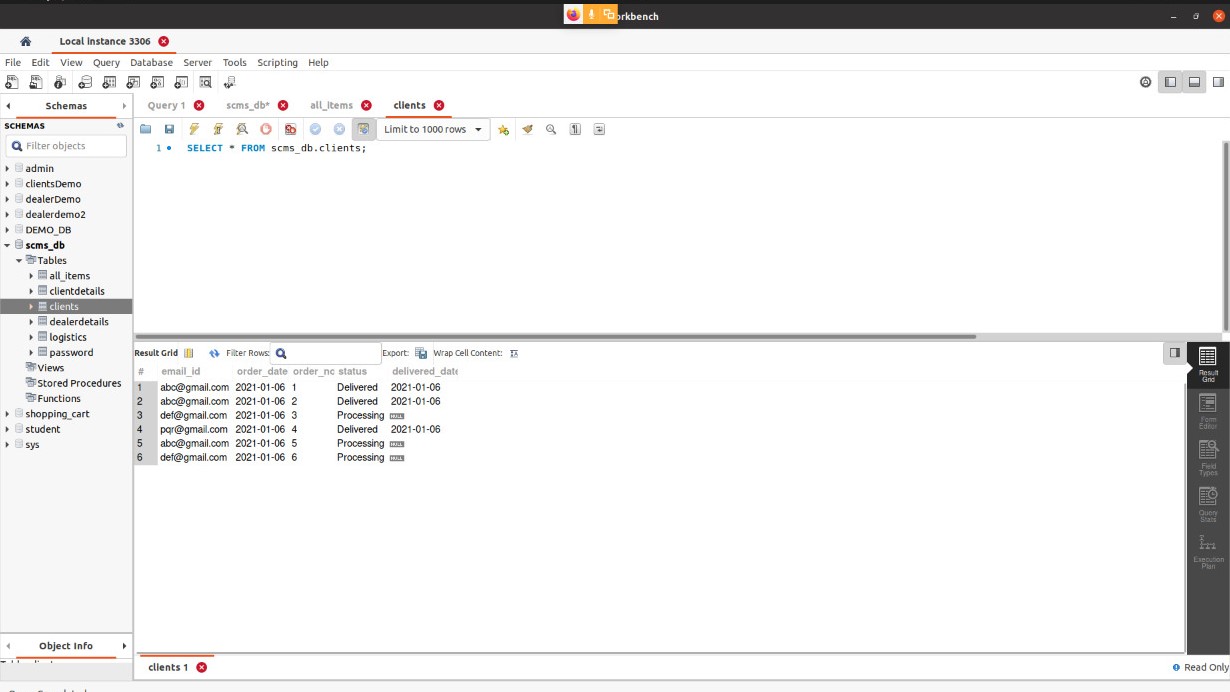 orkbench
Local instance 3306
File Edit View Query Database Server Tools Scripting Help
Schemas
Query 1 scms_db* all_items clients
SCHEMAS
Limit to 1000 rows
Filter objects
1 SELECT * FROM scms_db.clients;
admin
clientsDemo
dealerDemo
dealerdemo2
DEMO_DB
scms_db
Tables
all_items
clientdetails
clients
dealerdetails
logistics
password
Views
Stored Procedures
Functions
shopping_cart
student
sys
Result Grid Filter Rows: Export: Wrap Cell Content: IA
# email_id order_date order_nc status delivered_date
1 abc@gmail.com 2021-01-06 1 Delivered 2021-01-06
2 abc@gmail.com 2021-01-06 2 Delivered 2021-01-06
3 def@gmail.com 2021-01-06 3 Processing NULL
4 pqr@gmail.com 2021-01-06 4 Delivered 2021-01-06
5 abc@gmail.com 2021-01-06 5 Processing NULL
6 def@gmail.com 2021-01-06 6 Processing NULL
Result
Grid
Form
Editor
Field
Types
Query
Stats
Execution
Plan
Object Info
clients 1
Read Only